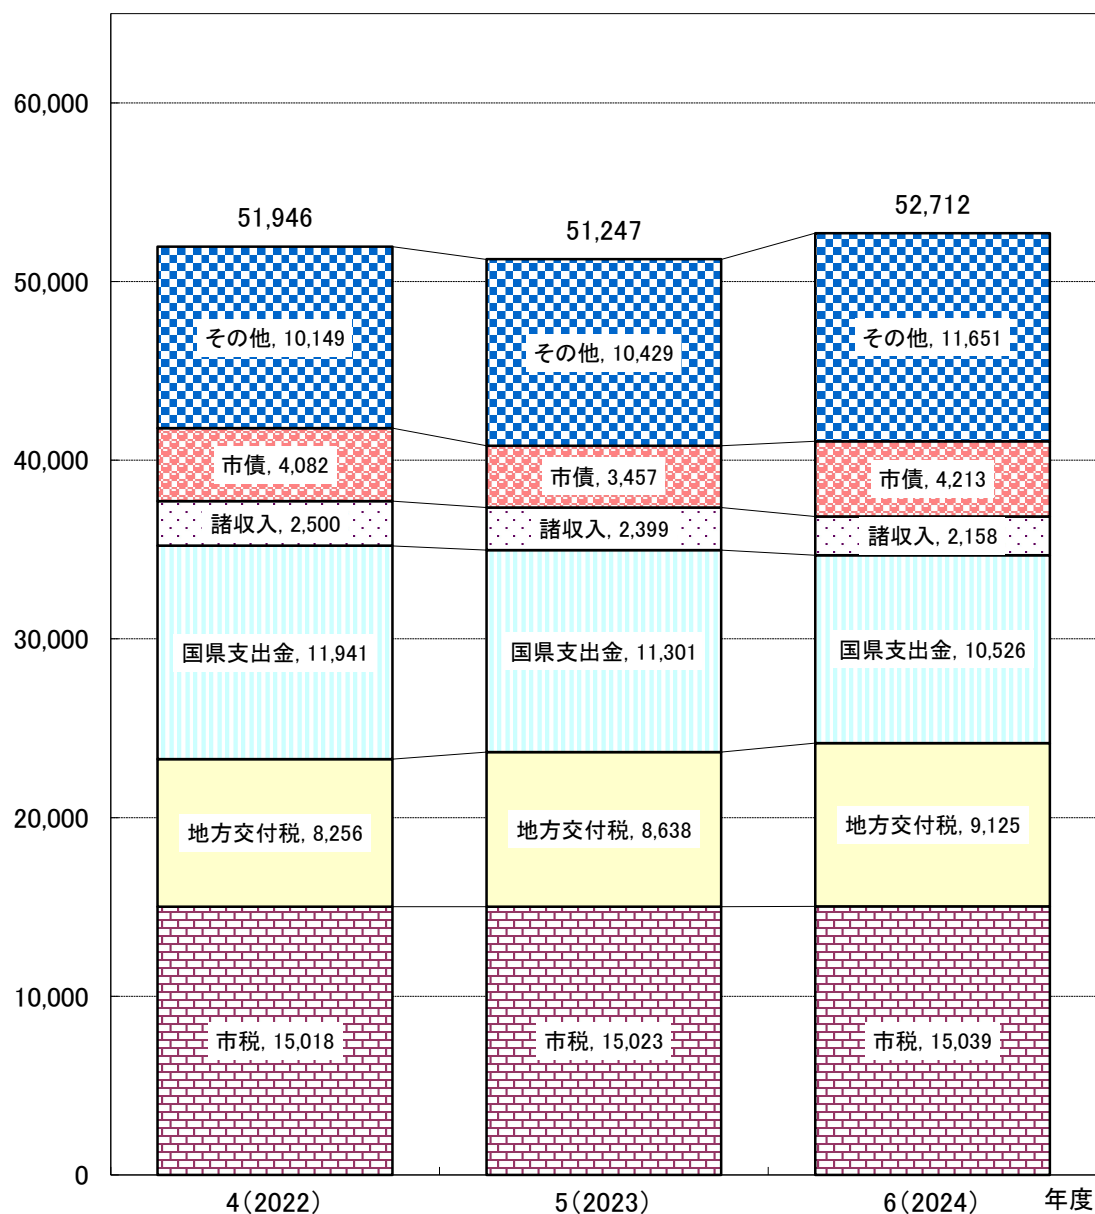 60,000
50,000
40,000
30,000
20,000
10,000
0
51,946
51,247
52,712
その他, 10,149
その他, 10,429
その他, 11,651
市債, 4,082
市債, 3,457
市債, 4,213
諸収入, 2,500
諸収入, 2,399
諸収入, 2,158
国県支出金, 11,941
国県支出金, 11,301
国県支出金, 10,526
地方交付税, 8,256
地方交付税, 8,638
地方交付税, 9,125
市税, 15,018
市税, 15,023
市税, 15,039
4(2022)
5(2023)
6(2024)
年度